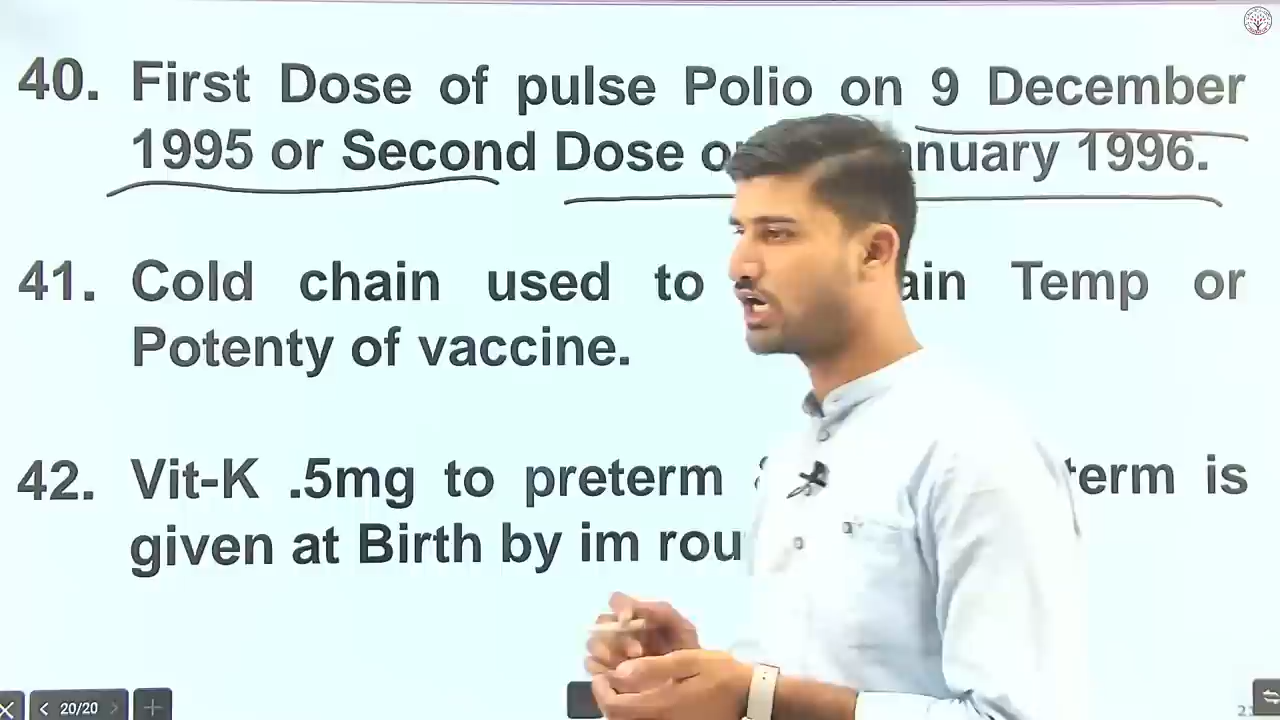 40. First Dose of pulse Polio on 9 December
1995 or Second Dose anuary 1996.
41. Cold chain used to Temp or
Potenty of vaccine.
42. Vit-K .5mg to preterm term is
given at Birth by im
20/20